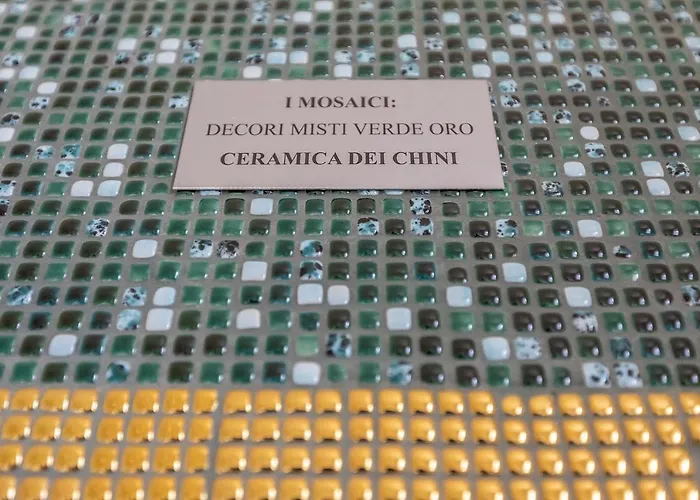 I MOSAICI:
DECORI MISTI VERDE ORO
CERAMICA DEI CHINI